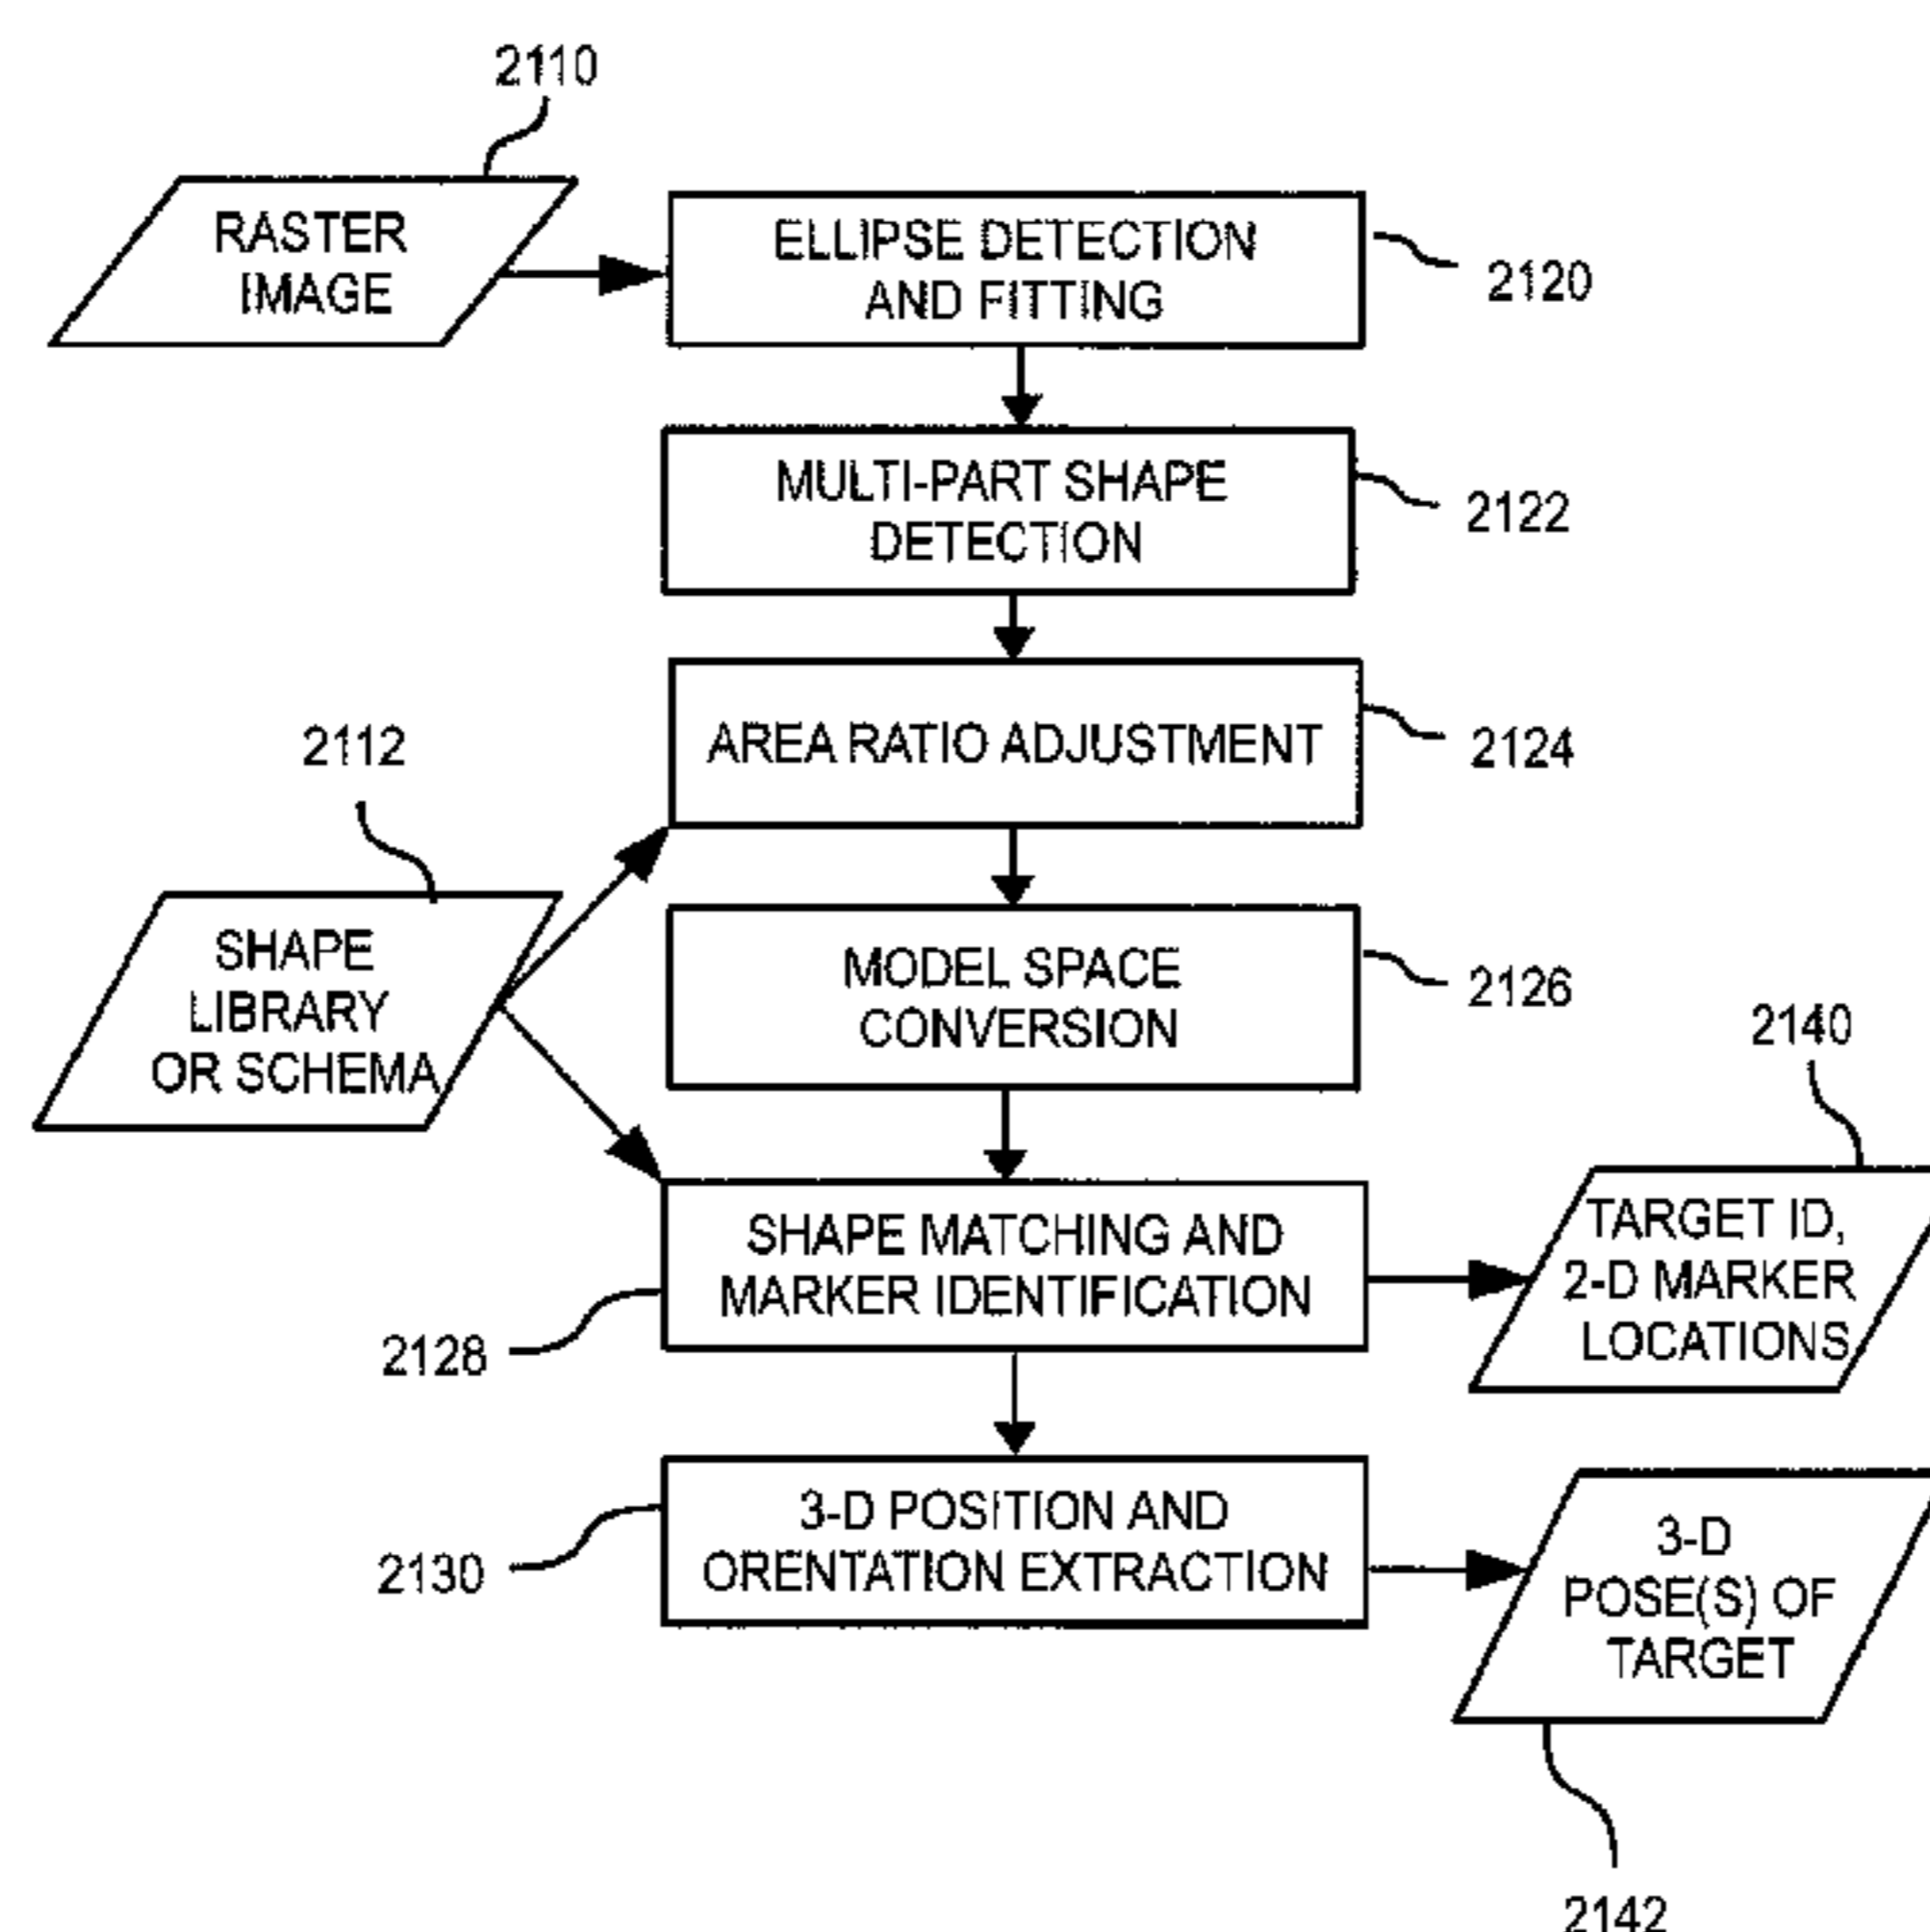 2110
RASTER
IMAGE
ELLIPSE DETECTION
AND FITTING
2120
MULTI-PART SHAPE
DETECTION
2122
AREA RATIO ADJUSTMENT
2124
2112
SHAPE
LIBRARY
OR SCHEMA
MODEL SPACE
CONVERSION
2126
2140
SHAPE MATCHING AND
MARKER IDENTIFICATION
2128
TARGET ID,
2-D MARKER
LOCATIONS
3-D POSITION AND
ORENTATION EXTRACTION
2130
3-D
POSE(S) OF
TARGET
2142